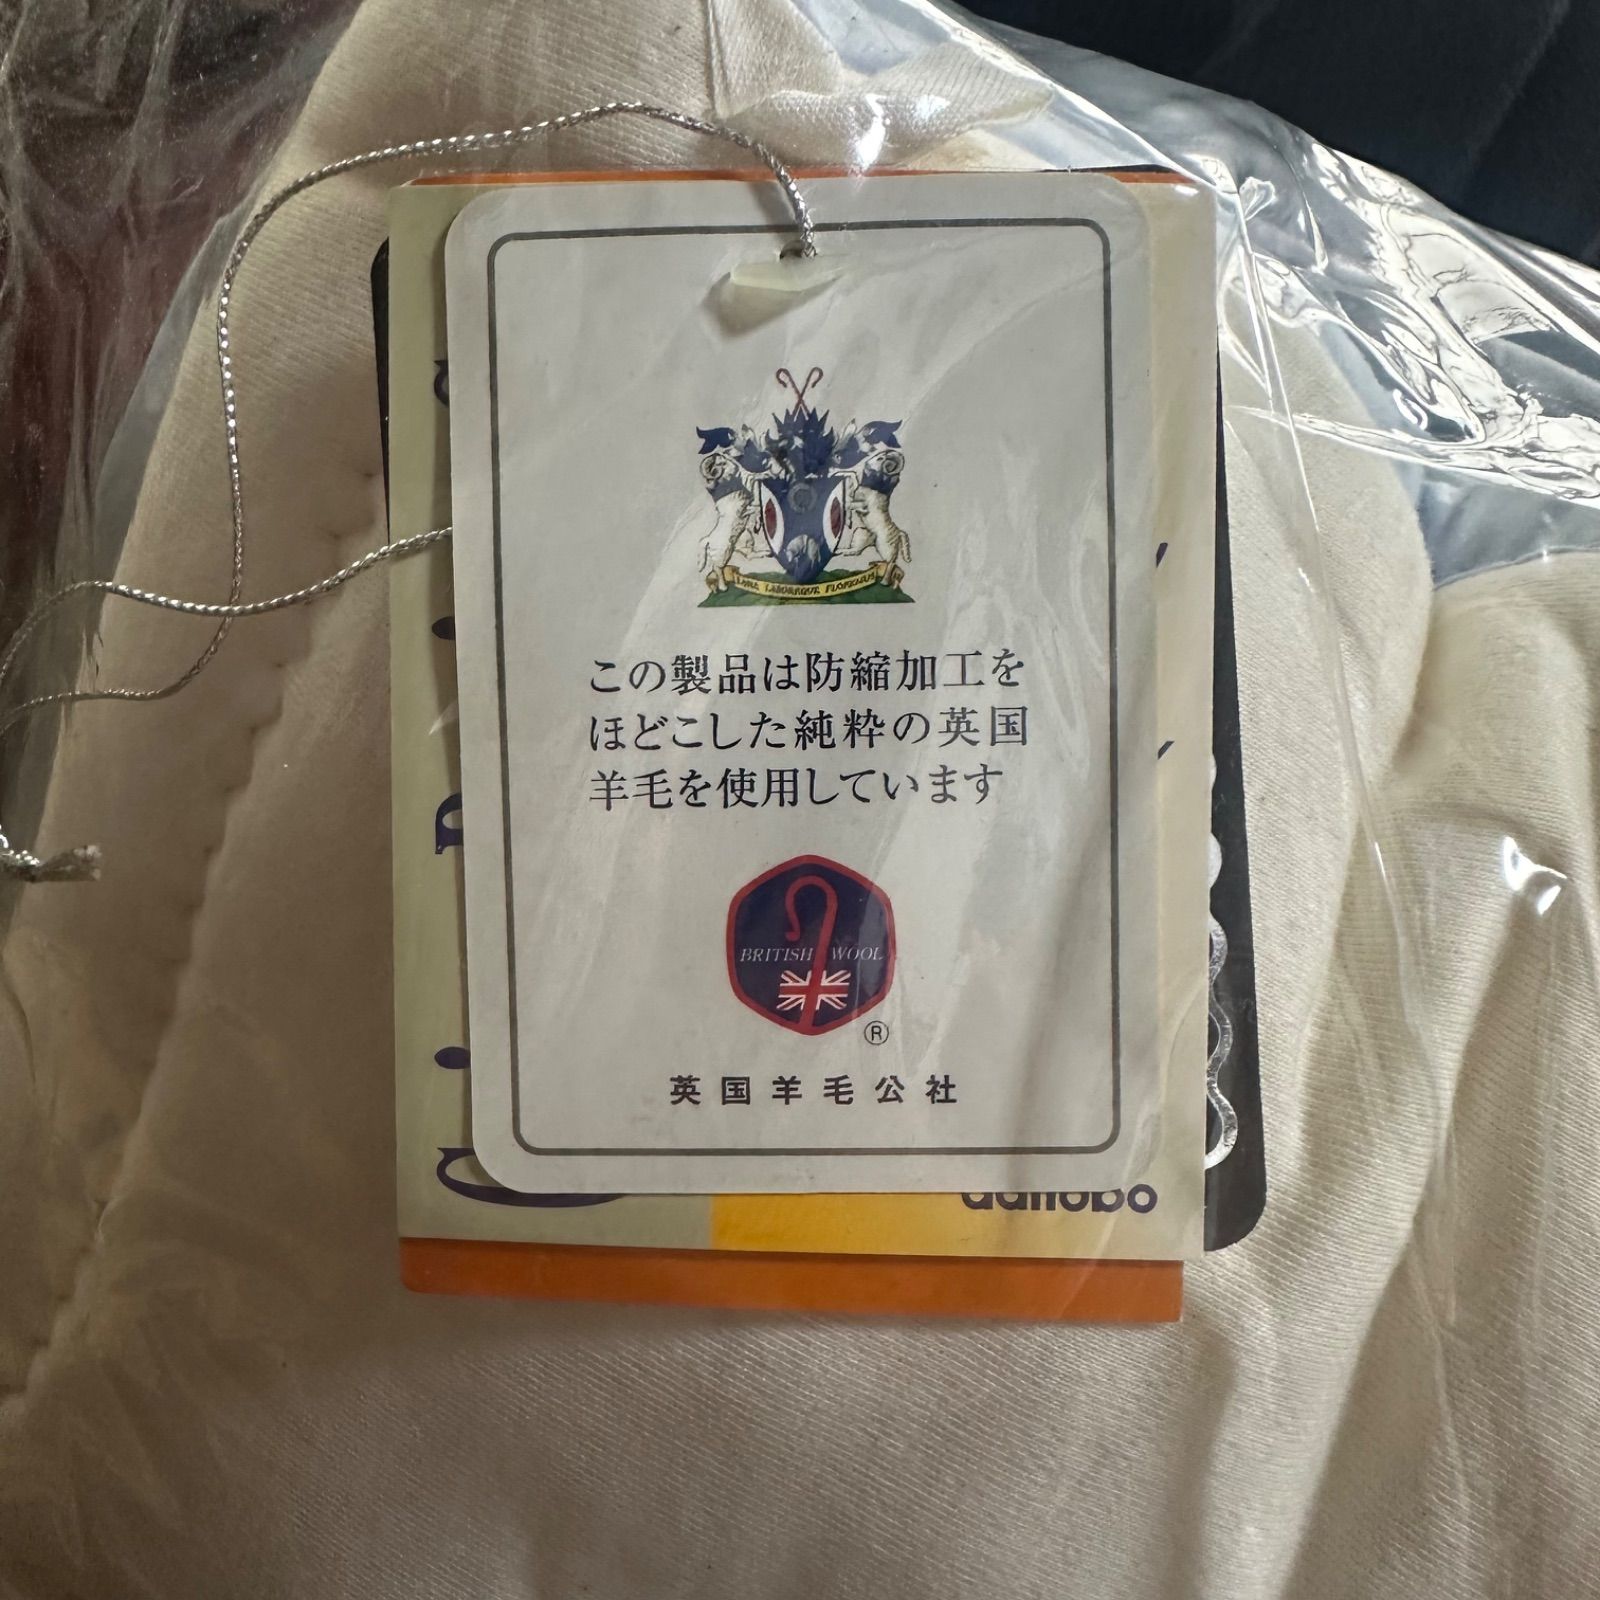 この製品は防縮加工を
ほどこした純粋の英国
羊毛を使用しています
BRITISH WOOL
®
英国羊毛公社